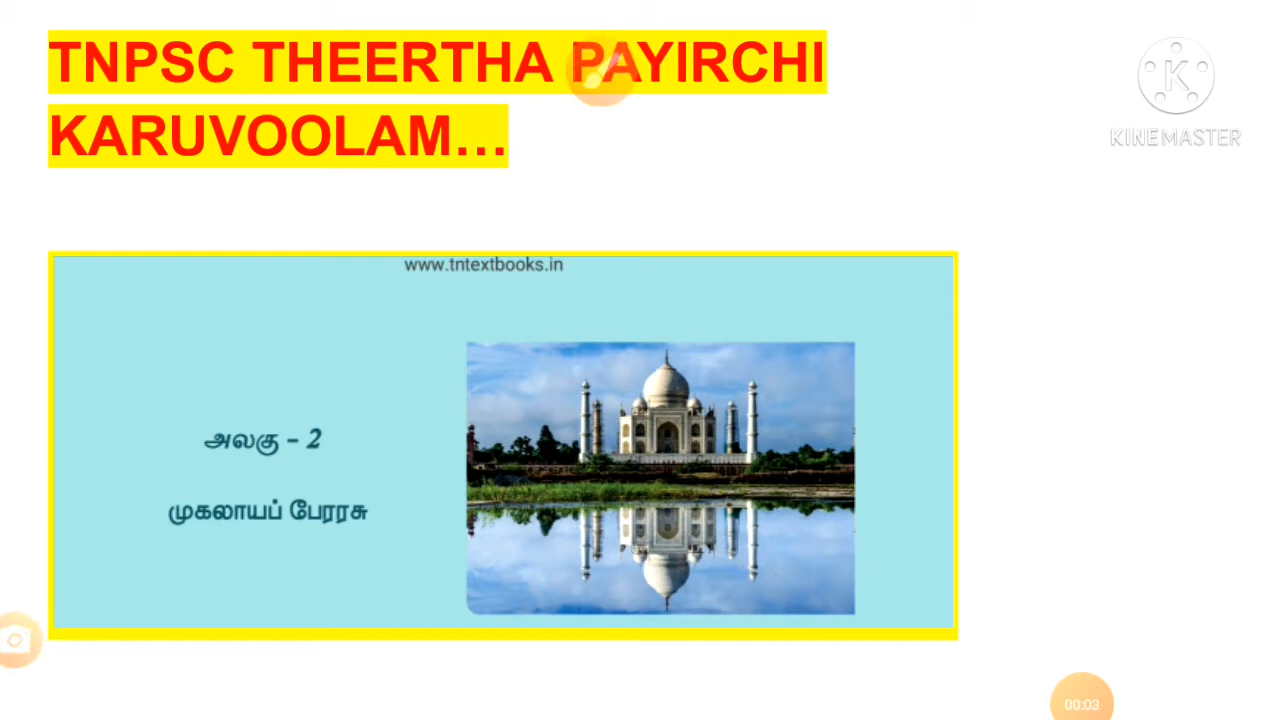 TNPSC THEERTHA PAYIRCHI
KARUVOOLAM...
KINEMASTER
www.tntextbooks.in
அலகு - 2
முகலாயப் பேரரசு
00:03